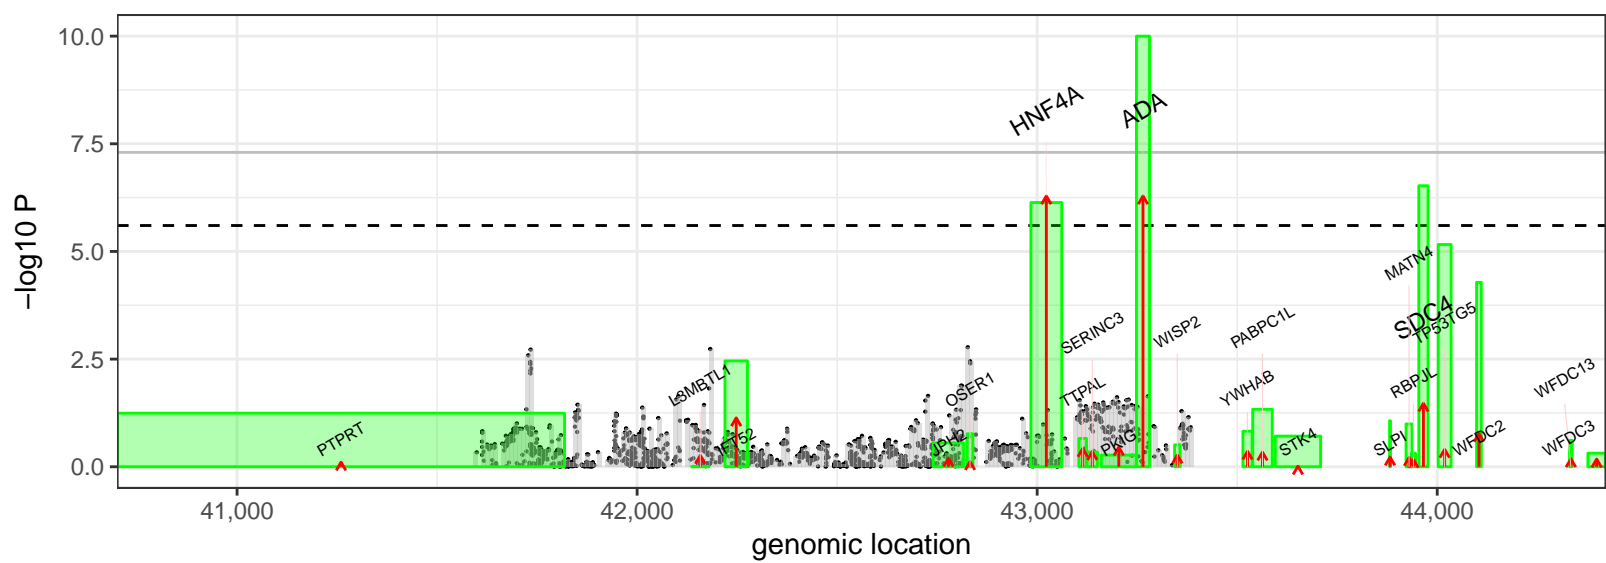 10.0
7.5
5.0
2.5
0.0
−log10 P
HNF4A
ADA
MATN4
SDC4
TP53TG5
SERINC3
WISP2
PABPC1L
L3MBTL1
OSER1
TTPAL
YWHAB
RBPJL
WFDC13
PTPRT
IFT52
JPH2
PKIG
STK4
SLPI
WFDC2
WFDC3
41,000
42,000
43,000
44,000
genomic location